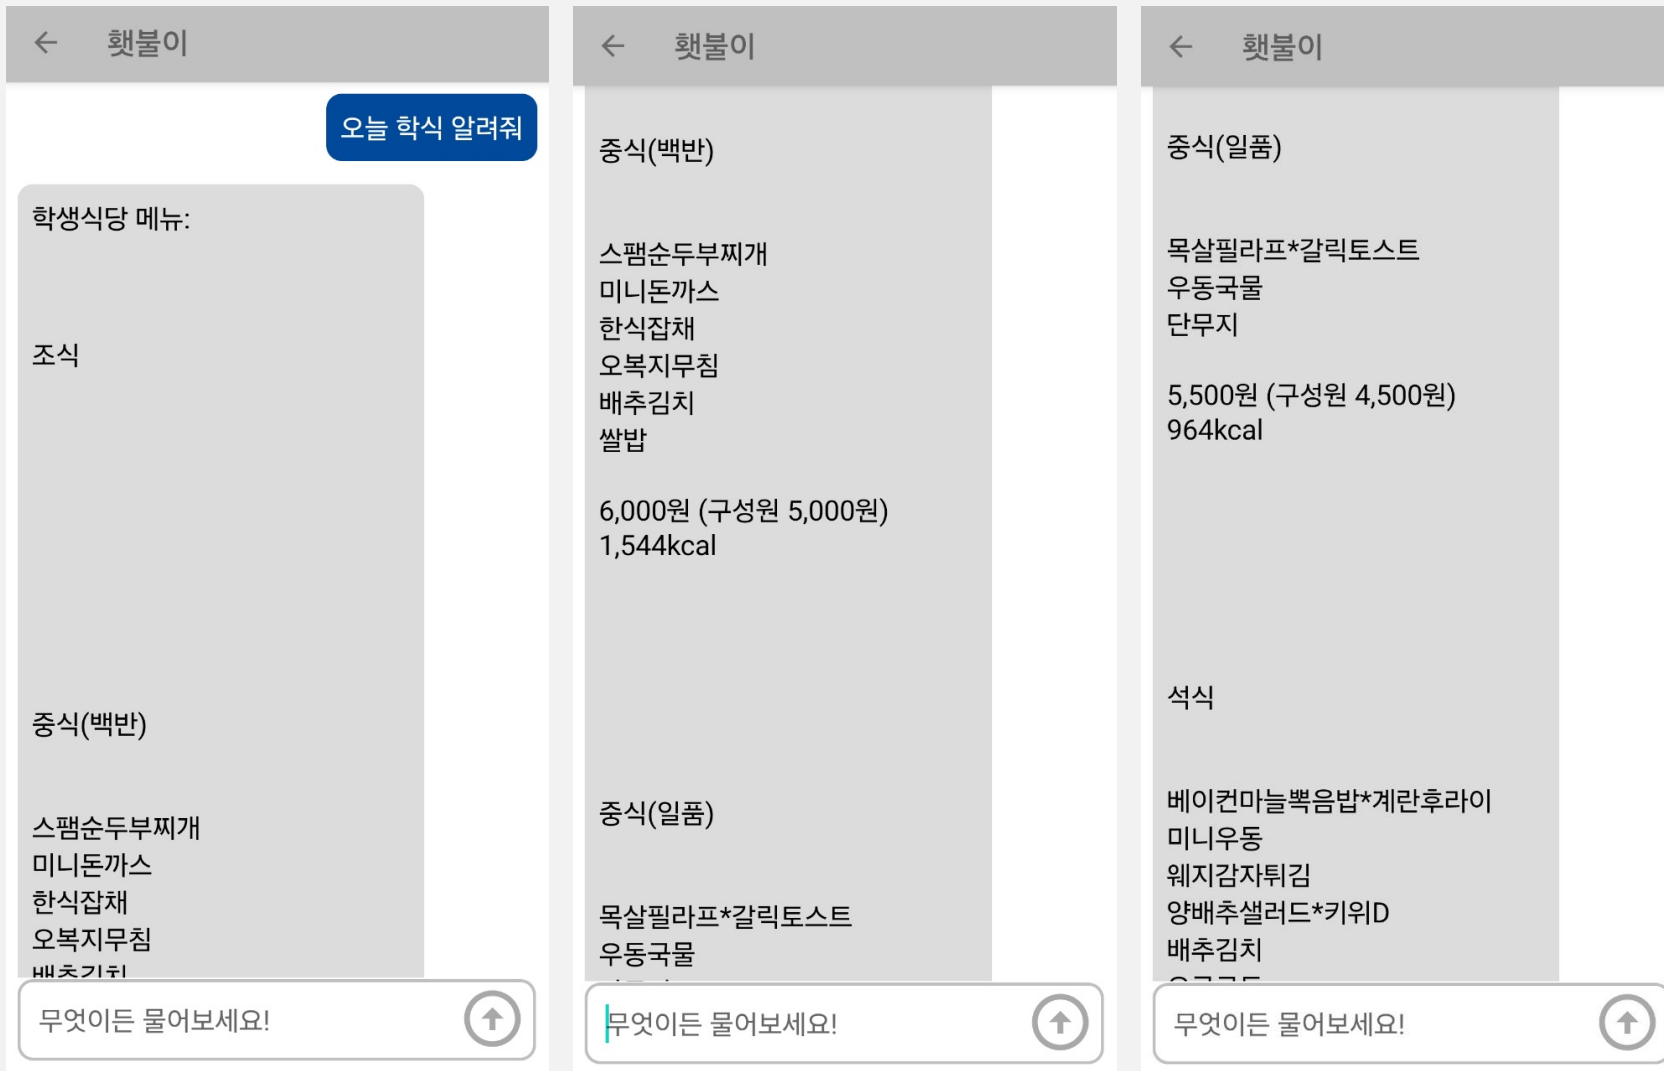 횃불이
오늘 학식 알려줘
학생식당 메뉴:
조식
중식(백반)
스팸순두부찌개
미니돈까스
한식잡채
오복지무침
배추김치
무엇이든 물어보세요!
횃불이
중식(백반)
스팸순두부찌개
미니돈까스
한식잡채
오복지무침
배추김치
쌀밥
6,000원 (구성원 5,000원)
1,544kcal
중식(일품)
목살필라프*갈릭토스트
우동국물
무엇이든 물어보세요!
횃불이
중식(일품)
목살필라프*갈릭토스트
우동국물
단무지
5,500원 (구성원 4,500원)
964kcal
석식
베이컨마늘뽁음밥*계란후라이
미니우동
웨지감자튀김
양배추샐러드*키위D
배추김치
무엇이든 물어보세요!